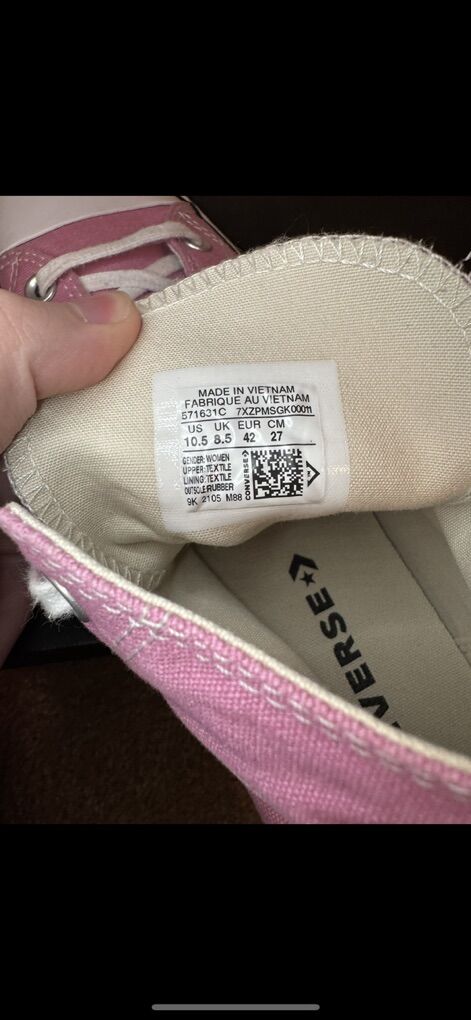 MADE IN VIETNAM
FABRIQUE AU VIETNAM
571631C 7XZPMSGK00011
US UK EUR CM
10.5 8.5 42 27
GENDER: WOMEN
UPPER: TEXTILE
LINING: TEXTILE
OUTSOLE: RUBBER
9K 2105 M88
CONVERSE
VERSE